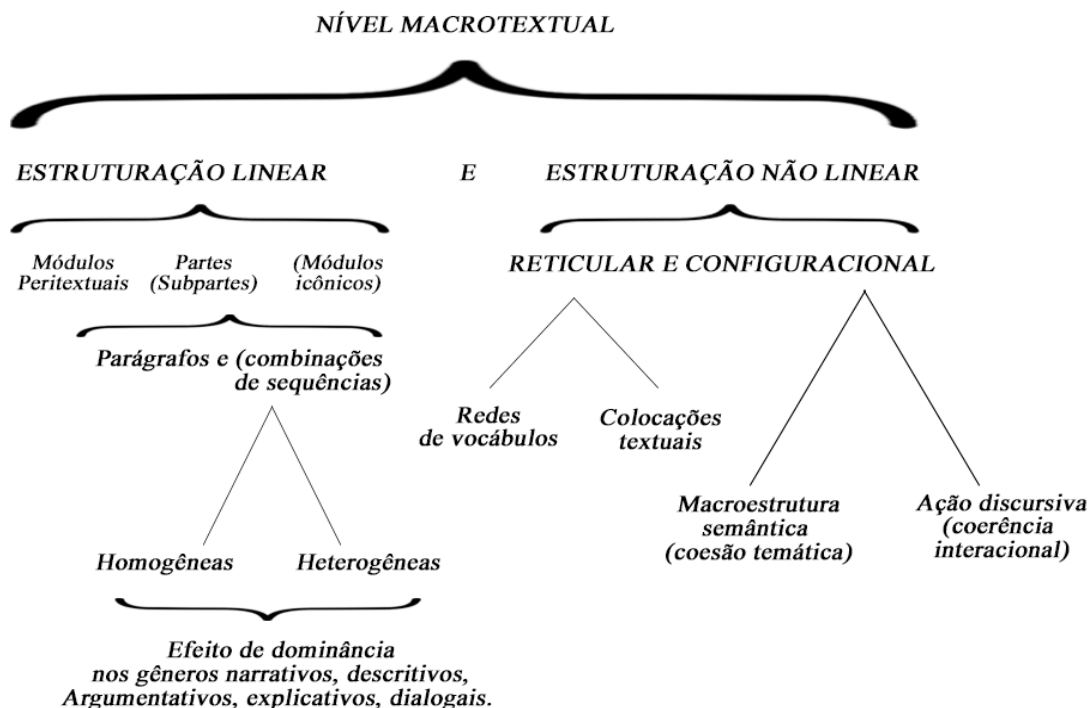 NÍVEL MACROTEXTUAL
ESTRUTURAÇÃO LINEAR E ESTRUTURAÇÃO NÃO LINEAR
Módulos
Peritextuais
Partes
(Subpartes)
(Módulos
icônicos)
RETICULAR E CONFIGURACIONAL
Parágrafos e (combinações
de sequências)
Redes
de vocábulos
Colocações
textuais
Macroestrutura
semântica
(coesão temática)
Ação discursiva
(coerência
interacional)
Homogêneas
Heterogêneas
Efeito de dominância
nos gêneros narrativos, descritivos,
Argumentativos, explicativos, dialogais.